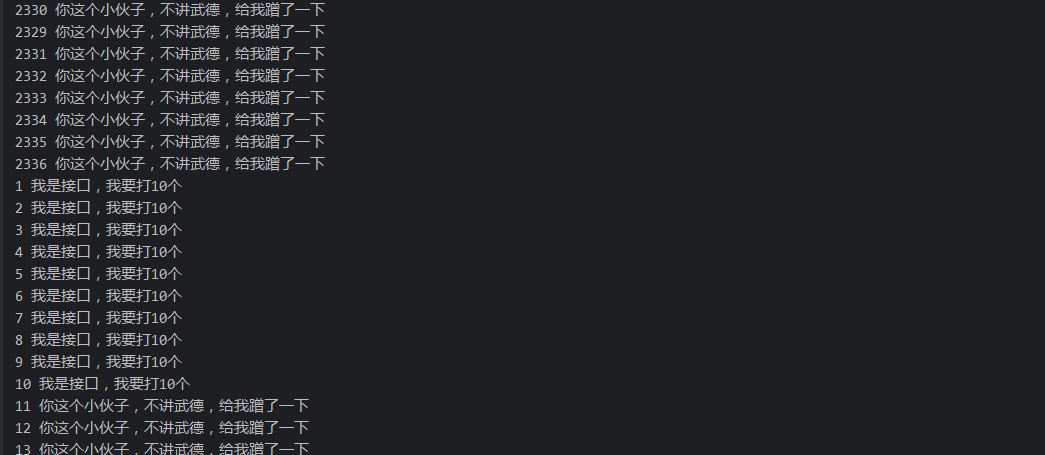 2330 你这个小伙子，不讲武德，给我蹭了一下
2329 你这个小伙子，不讲武德，给我蹭了一下
2331 你这个小伙子，不讲武德，给我蹭了一下
2332 你这个小伙子，不讲武德，给我蹭了一下
2333 你这个小伙子，不讲武德，给我蹭了一下
2334 你这个小伙子，不讲武德，给我蹭了一下
2335 你这个小伙子，不讲武德，给我蹭了一下
2336 你这个小伙子，不讲武德，给我蹭了一下
1 我是接口，我要打10个
2 我是接口，我要打10个
3 我是接口，我要打10个
4 我是接口，我要打10个
5 我是接口，我要打10个
6 我是接口，我要打10个
7 我是接口，我要打10个
8 我是接口，我要打10个
9 我是接口，我要打10个
10 我是接口，我要打10个
11 你这个小伙子，不讲武德，给我蹭了一下
12 你这个小伙子，不讲武德，给我蹭了一下
13 你这个小伙子，不讲武德，给我蹭了一下